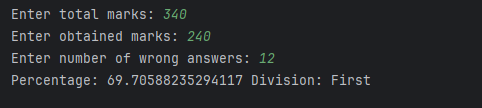 Enter total marks: 340
Enter obtained marks: 240
Enter number of wrong answers: 12
Percentage: 69.70588235294117 Division: First